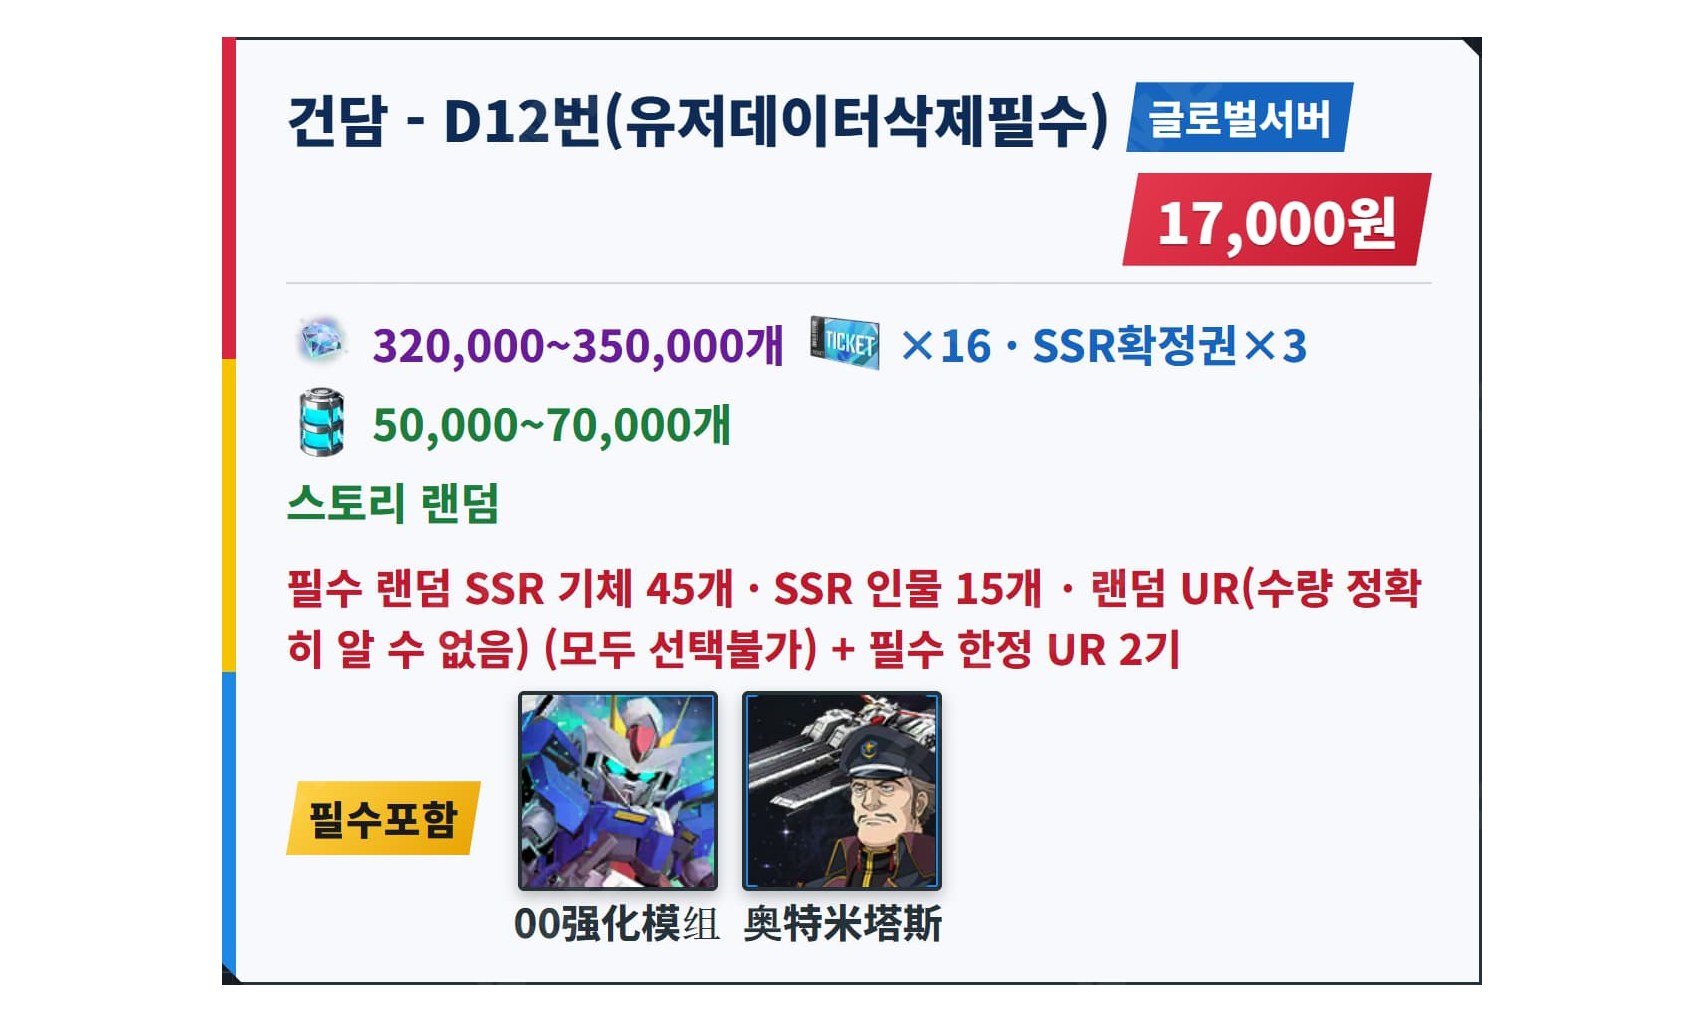 건담 - D12번(유저데이터삭제필수) 글로벌서버
17,000원
320,000~350,000개 TICKET ×16 · SSR확정권×3
50,000~70,000개
스토리 랜덤
필수 랜덤 SSR 기체 45개 · SSR 인물 15개 · 랜덤 UR(수량 정확
히 알 수 없음) (모두 선택불가) + 필수 한정 UR 2기
필수포함
00强化模组 奥特米塔斯